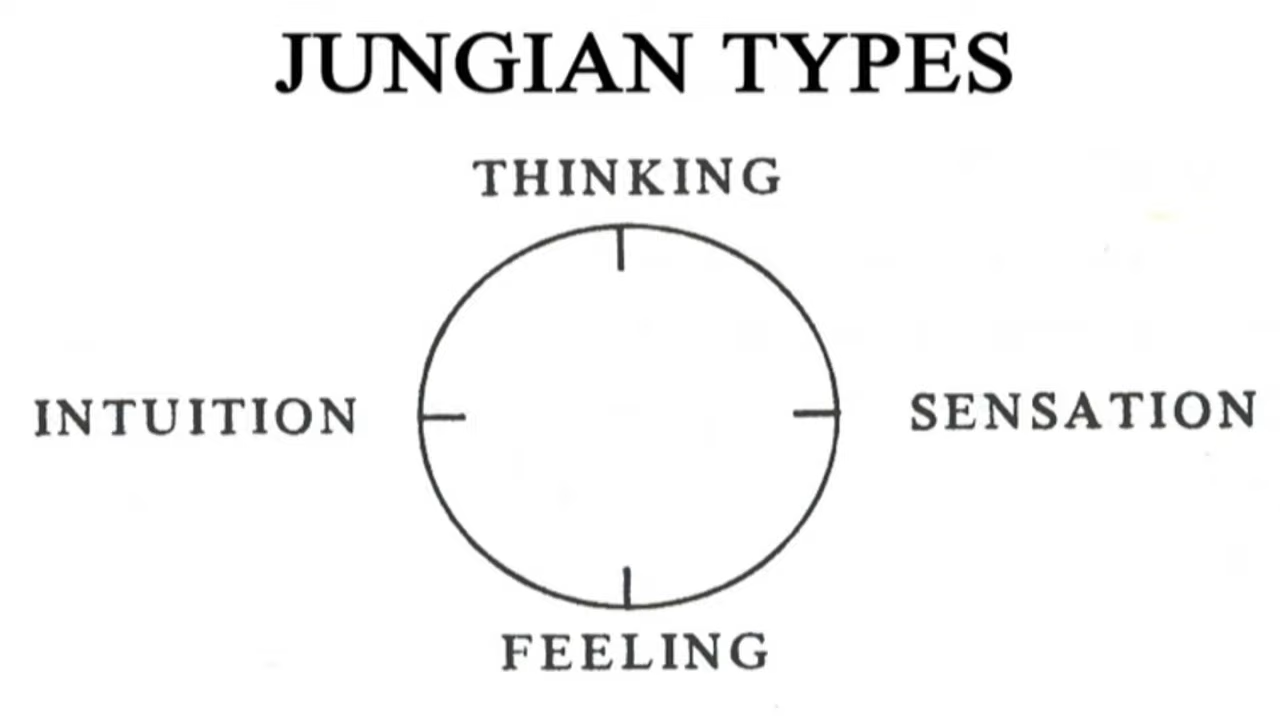 JUNGIAN TYPES
THINKING
INTUITION
SENSATION
FEELING